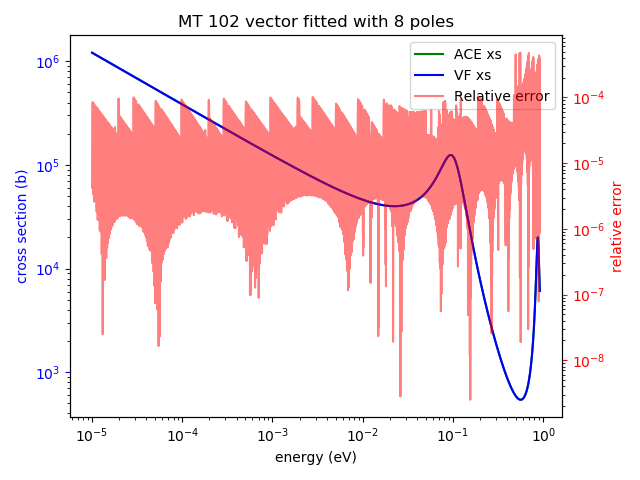 MT 102 vector fitted with 8 poles
ACE xs
VF xs
Relative error
cross section (b)
10^6
10^5
10^4
10^3
10^-4
10^-5
10^-6
10^-7
10^-8
relative error
10^-5
10^-4
10^-3
10^-2
10^-1
10^0
energy (eV)